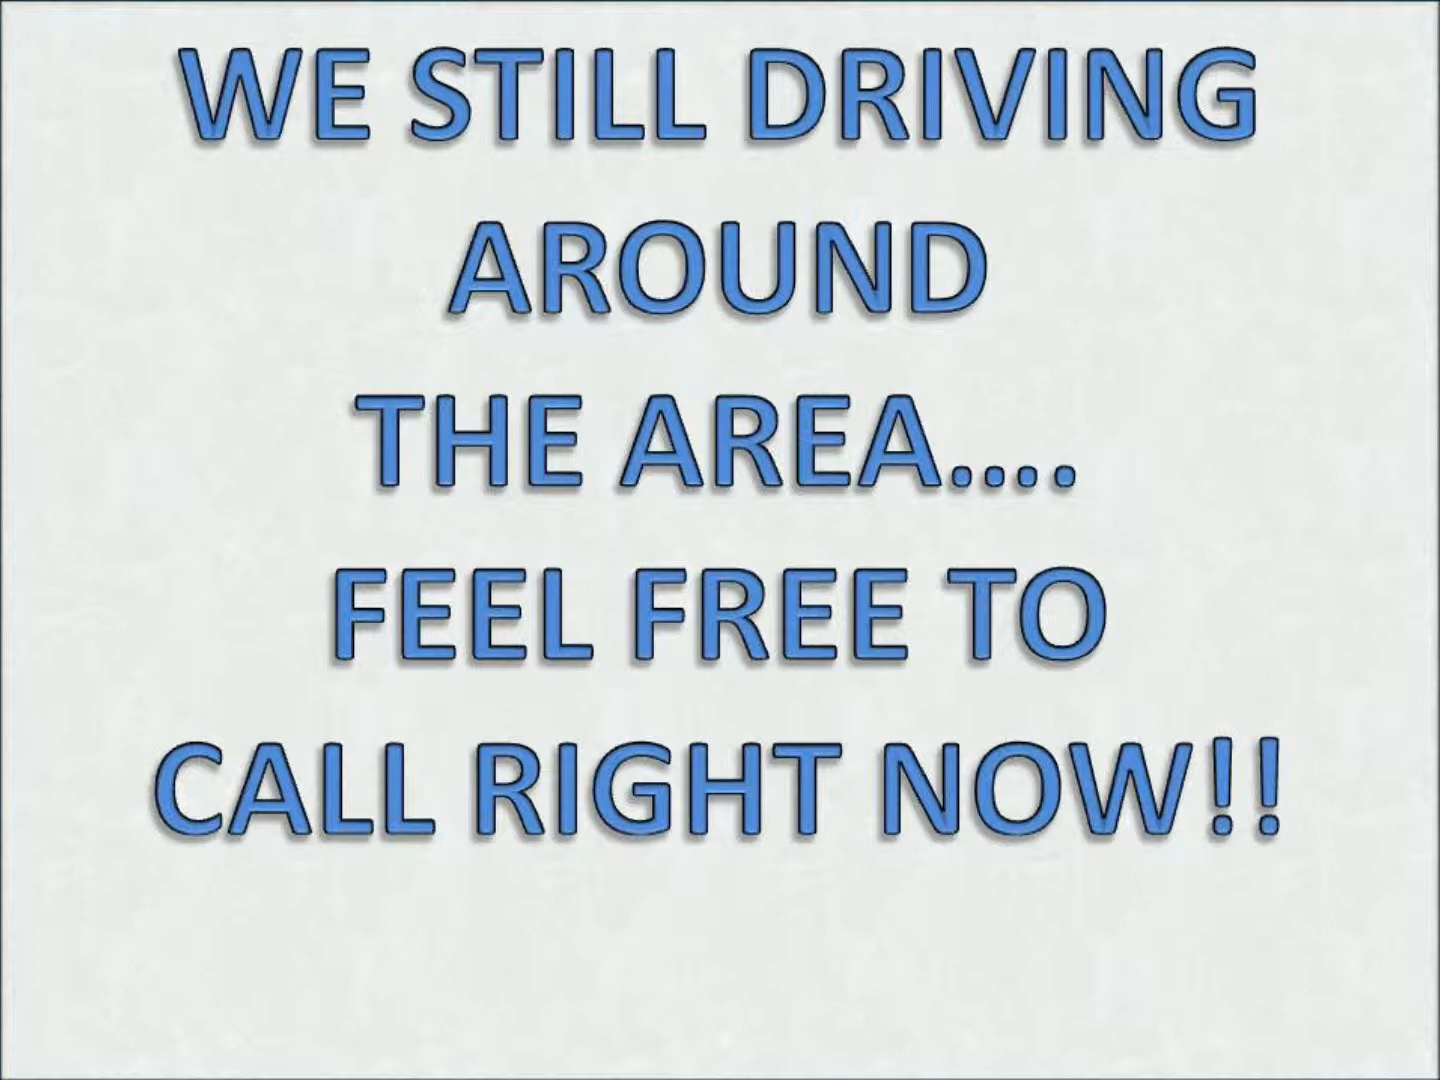 WE STILL DRIVING
AROUND
THE AREA....
FEEL FREE TO
CALL RIGHT NOW!!